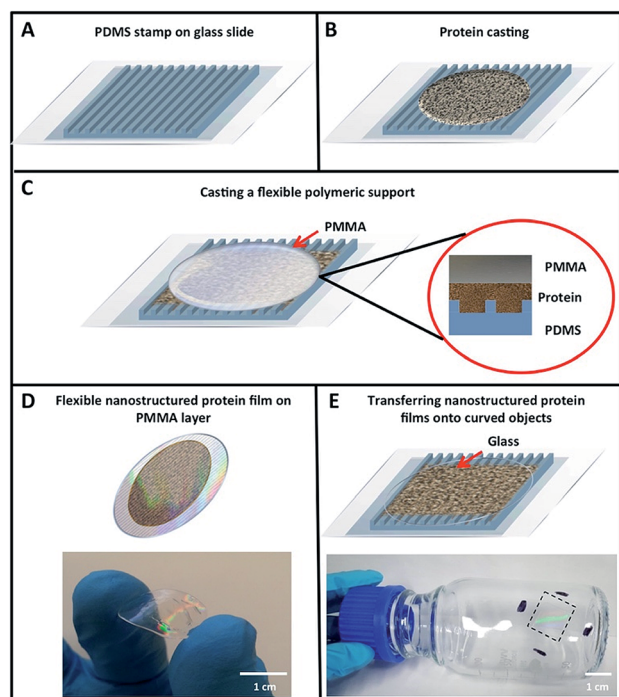 A
PDMS stamp on glass slide
B
Protein casting
C
Casting a flexible polymeric support
PMMA
PMMA
Protein
PDMS
D
Flexible nanostructured protein film on
PMMA layer
1 cm
E
Transferring nanostructured protein
films onto curved objects
Glass
1 cm